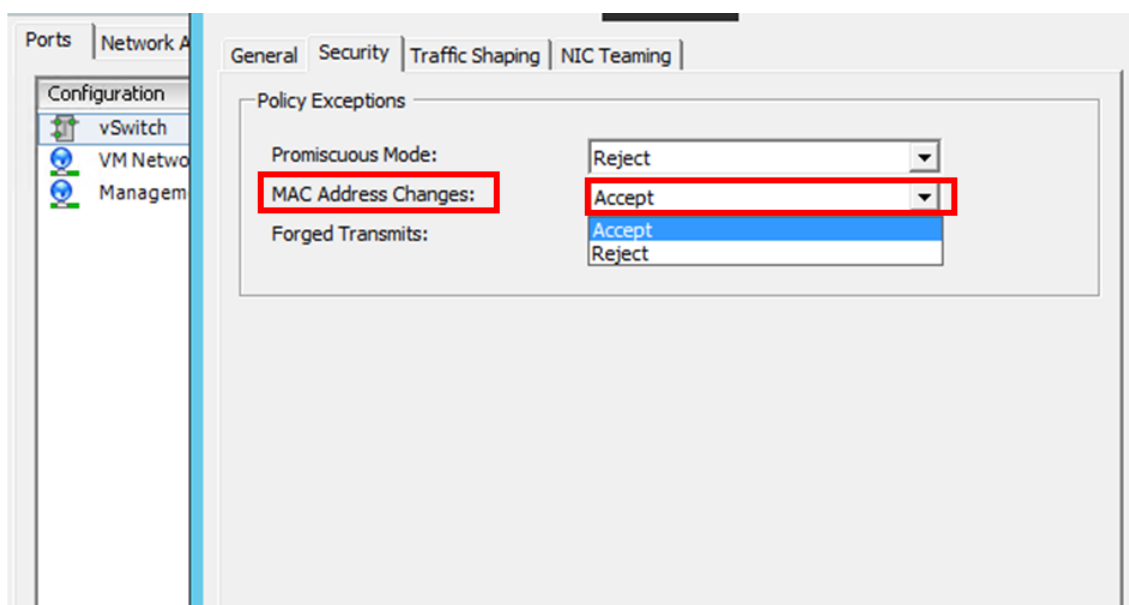 Ports
Network A
Configuration
vSwitch
VM Netwo
Managem
General Security Traffic Shaping NIC Teaming
Policy Exceptions
Promiscuous Mode: Reject
MAC Address Changes: Accept
Forged Transmits: Accept
Reject